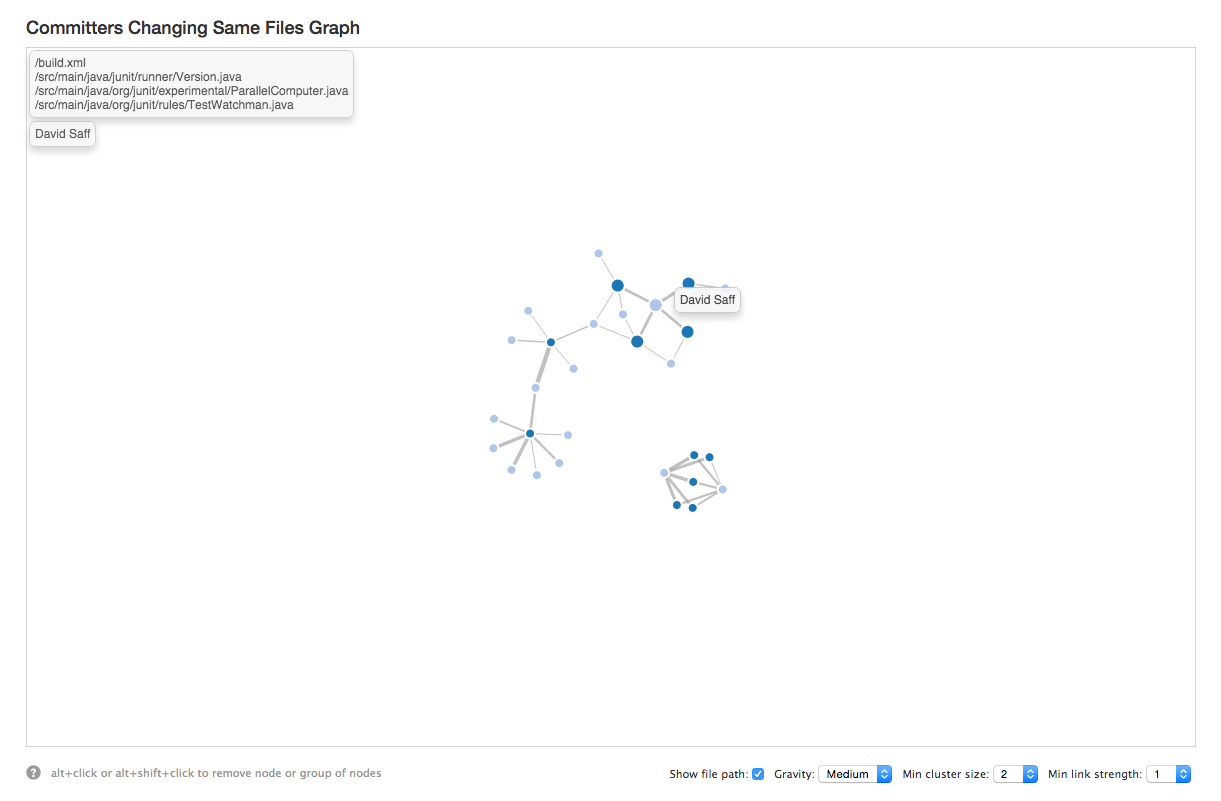 Committers Changing Same Files Graph
/build.xml
/src/main/java/junit/runner/Version.java
/src/main/java/org/junit/experimental/ParallelComputer.java
/src/main/java/org/junit/rules/TestWatchman.java
David Saff
David Saff
? alt+click or alt+shift+click to remove node or group of nodes
Show file path: Gravity: Medium Min cluster size: 2 Min link strength: 1